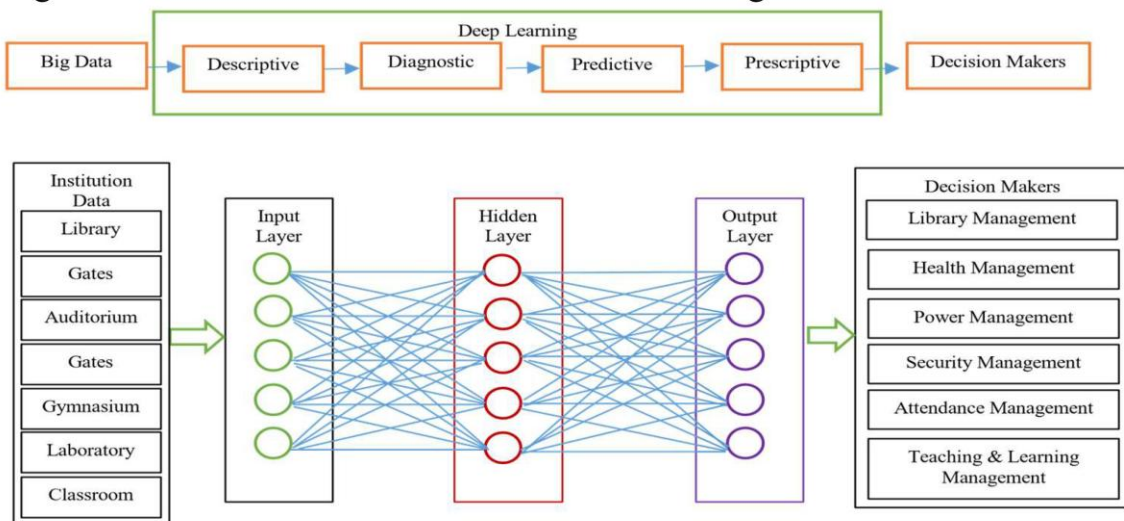 Deep Learning
Big Data
Descriptive
Diagnostic
Predictive
Prescriptive
Decision Makers
Institution
Data
Library
Gates
Auditorium
Gates
Gymnasium
Laboratory
Classroom
Input
Layer
Hidden
Layer
Output
Layer
Decision Makers
Library Management
Health Management
Power Management
Security Management
Attendance Management
Teaching & Learning
Management